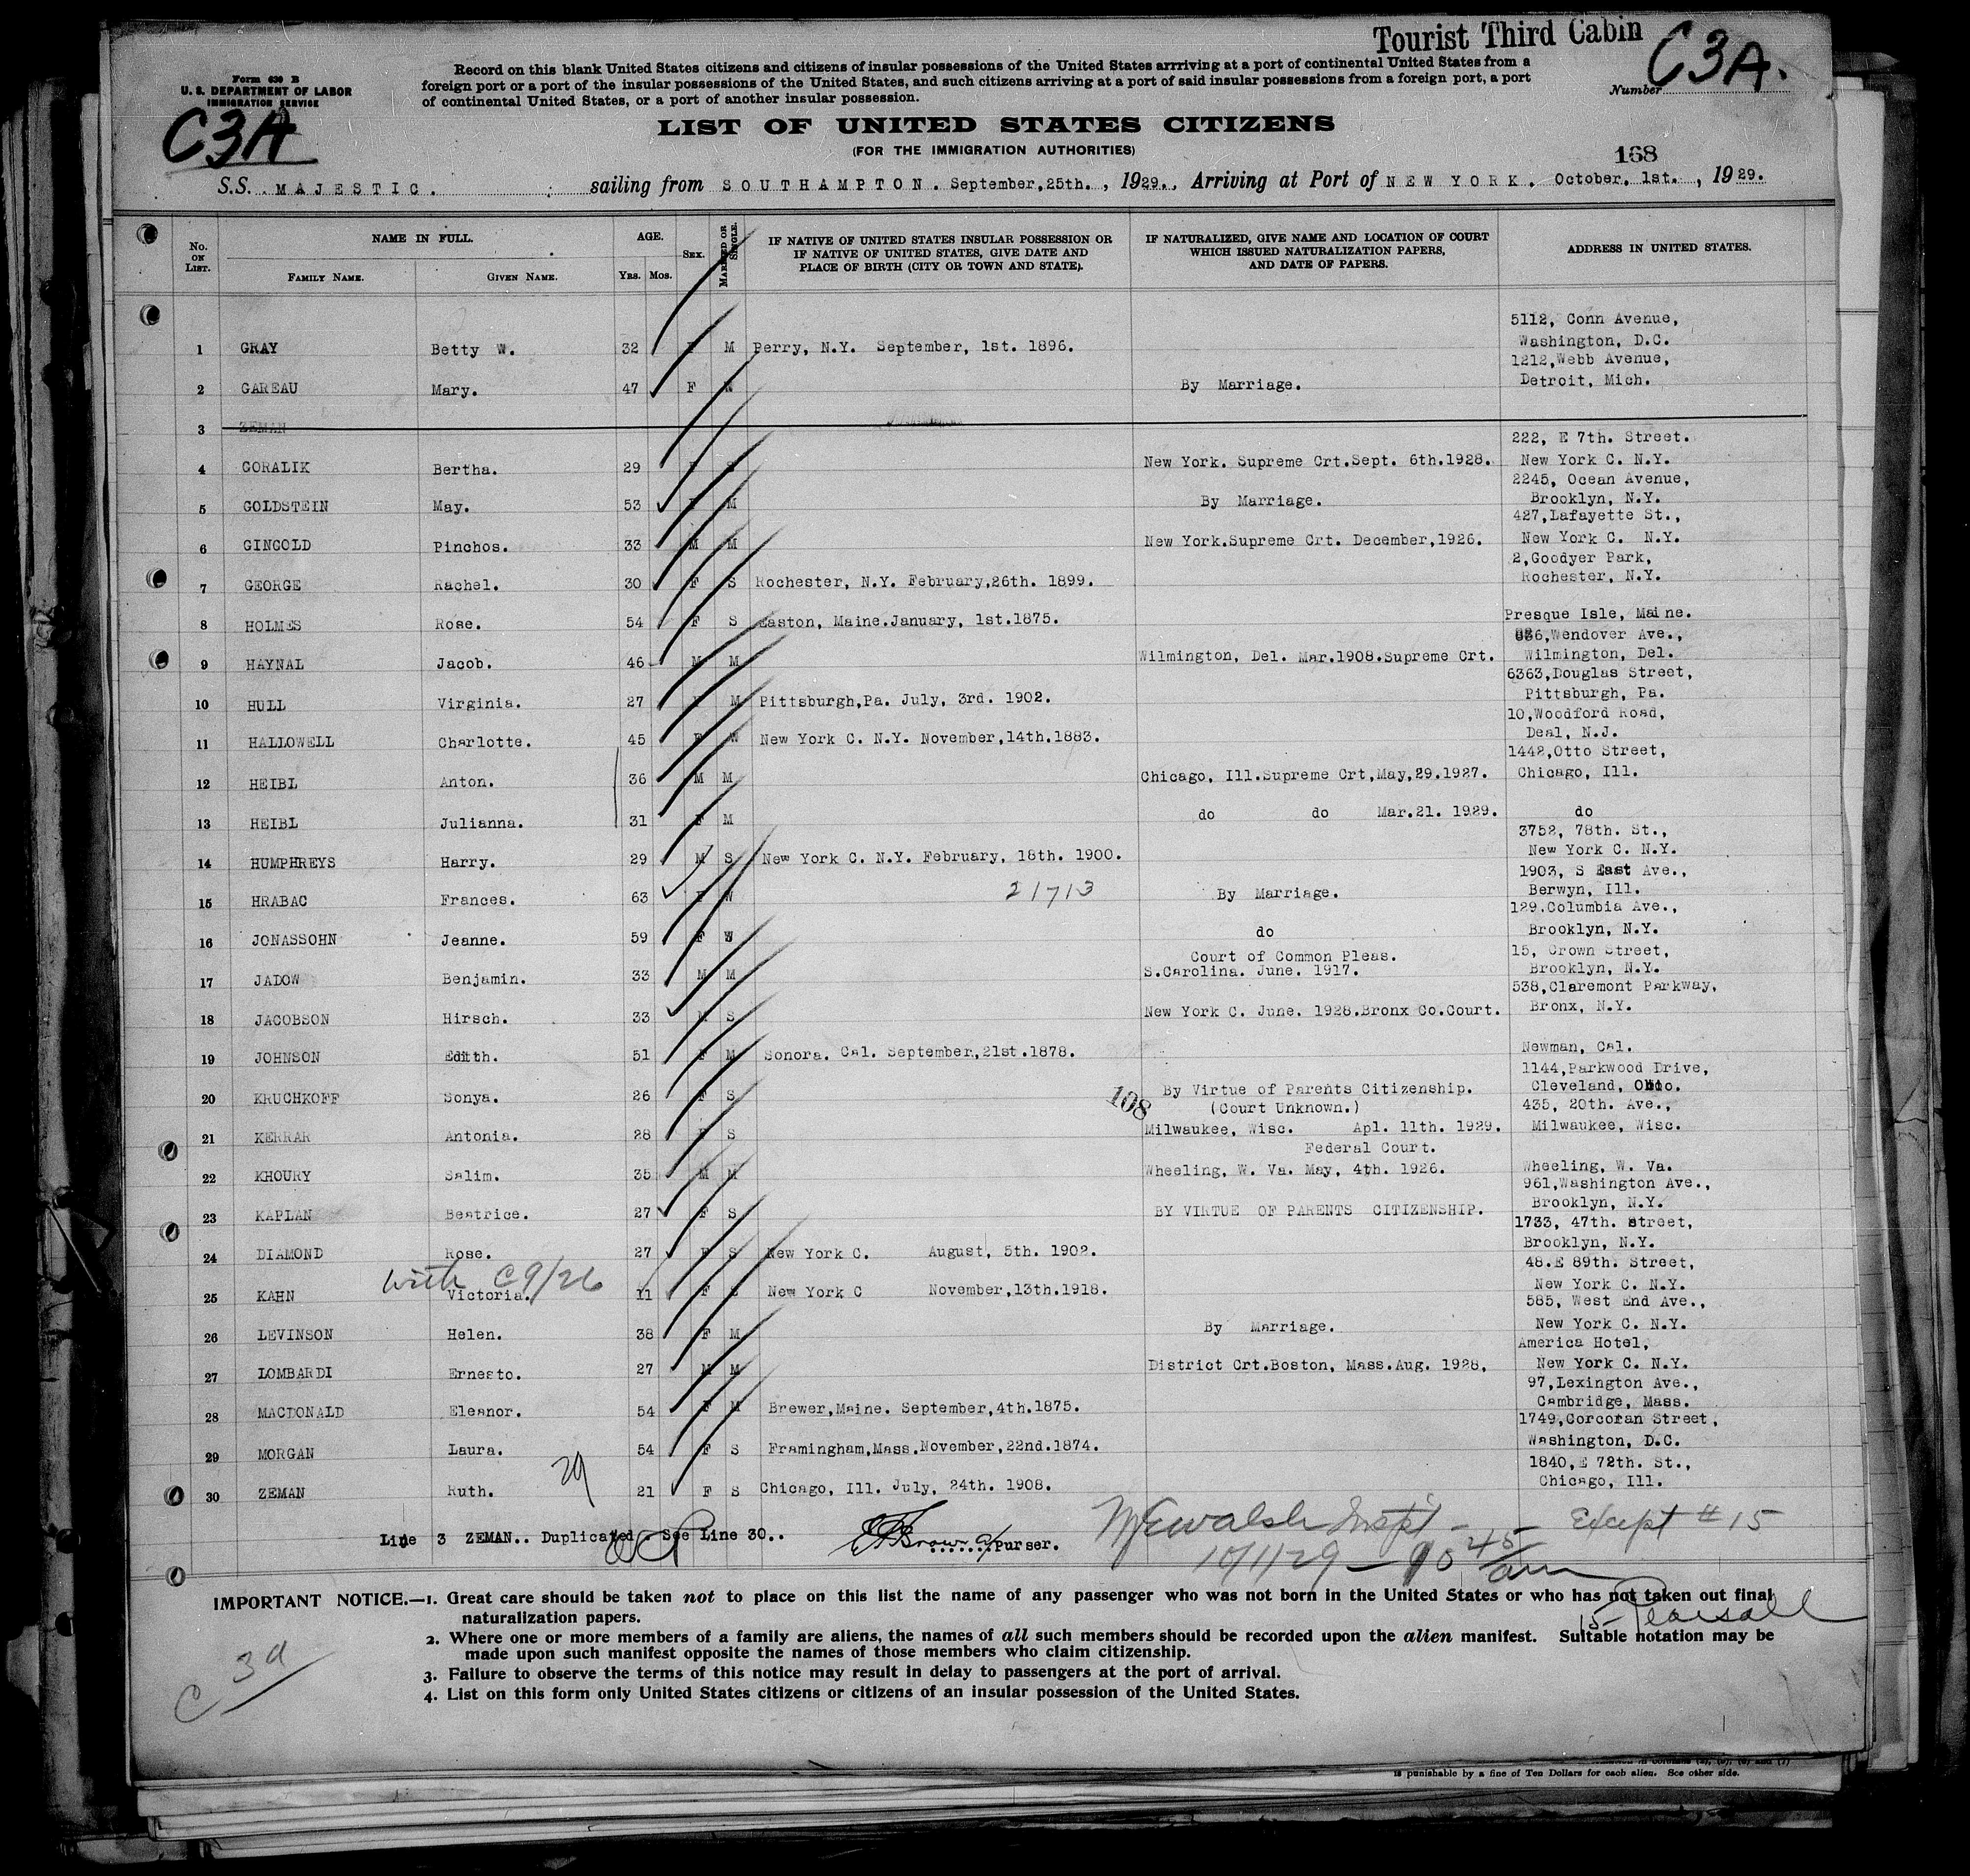 Tourist Third Cabin
C3A.
Form 630 B
U. S. DEPARTMENT OF LABOR
IMMIGRATION SERVICE
C3A
Record on this blank United States citizens and citizens of insular possessions of the United States arrriving at a port of continental United States from a
foreign port or a port of the insular possessions of the United States, and such citizens arriving at a port of said insular possessions from a foreign port, a port
of continental United States, or a port of another insular possession.
Number
LIST OF UNITED STATES CITIZENS
(FOR THE IMMIGRATION AUTHORITIES)
168
S.S. MAJESTIC. sailing from SOUTHAMPTON. September,25th., 1929., Arriving at Port of NEW YORK. October, 1st., 1929.
No. ON LIST. NAME IN FULL. FAMILY NAME. GIVEN NAME. AGE. Yrs. Mos. SEX. MARRIED OR SINGLE.
IF NATIVE OF UNITED STATES INSULAR POSSESSION OR
IF NATIVE OF UNITED STATES, GIVE DATE AND
PLACE OF BIRTH (CITY OR TOWN AND STATE).
IF NATURALIZED, GIVE NAME AND LOCATION OF COURT
WHICH ISSUED NATURALIZATION PAPERS,
AND DATE OF PAPERS.
ADDRESS IN UNITED STATES.
5112, Conn Avenue,
1 GRAY Betty W. 32 F M Perry, N.Y. September, 1st. 1896. Washington, D.C.
1212,Webb Avenue,
2 GAREAU Mary. 47 F W By Marriage. Detroit, Mich.
3 ZEMAN
222, E 7th. Street.
4 GORALIK Bertha. 29 F S New York. Supreme Crt.Sept. 6th.1928. New York C. N.Y.
2245, Ocean Avenue,
5 GOLDSTEIN May. 53 F M By Marriage. Brooklyn, N.Y.
427,Lafayette St.,
6 GINGOLD Pinchos. 33 M M New York.Supreme Crt. December,1926. New York C. N.Y.
2,Goodyer Park,
7 GEORGE Rachel. 30 F S Rochester, N.Y. February,26th. 1899. Rochester, N.Y.
8 HOLMES Rose. 54 F S Easton, Maine.January, 1st.1875. Presque Isle, Maine.
836,Wendover Ave.,
9 HAYNAL Jacob. 46 M M Wilmington, Del. Mar.1908.Supreme Crt. Wilmington, Del.
6363,Douglas Street,
10 HULL Virginia. 27 F M Pittsburgh,Pa. July, 3rd. 1902. Pittsburgh, Pa.
10,Woodford Road,
11 HALLOWELL Charlotte. 45 F W New York C. N.Y. November,14th.1883. Deal, N.J.
1442,Otto Street,
12 HEIBL Anton. 36 M M Chicago, Ill.Supreme Crt,May,29.1927. Chicago, Ill.
13 HEIBL Julianna. 31 F M do do Mar.21. 1929. do
3752, 78th. St.,
14 HUMPHREYS Harry. 29 M S New York C. N.Y. February, 18th. 1900. New York C. N.Y.
1903, S East Ave.,
15 HRABAC Frances. 63 F W 21713 By Marriage. Berwyn, Ill.
129.Columbia Ave.,
16 JONASSOHN Jeanne. 59 F W do Brooklyn, N.Y.
Court of Common Pleas. 15, Crown Street,
17 JADOW Benjamin. 33 M M S.Carolina. June. 1917. Brooklyn, N.Y.
538,Claremont Parkway,
18 JACOBSON Hirsch. 33 M S New York C. June. 1928.Bronx Co.Court. Bronx, N.Y.
19 JOHNSON Edith. 51 F M Sonora. Cal. September,21st.1878. Newman, Cal.
1144,Parkwood Drive,
20 KRUCHKOFF Sonya. 26 F S 108 By Virtue of Parents Citizenship. Cleveland, Ohio.
(Court Unknown.) 435, 20th. Ave.,
21 KERRAR Antonia. 28 F S Milwaukee, Wisc. Apl. 11th. 1929. Milwaukee, Wisc.
Federal Court.
22 KHOURY Salim. 35 M M Wheeling, W. Va. May, 4th. 1926. Wheeling, W. Va.
961,Washington Ave.,
23 KAPLAN Beatrice. 27 F S BY VIRTUE OF PARENTS CITIZENSHIP. Brooklyn, N.Y.
1733, 47th. Street,
24 DIAMOND Rose. 27 F S New York C. August, 5th. 1902. Brooklyn, N.Y.
with C9/26 48.E 89th. Street,
25 KAHN Victoria. 11 F S New York C November,13th.1918. New York C. N.Y.
585, West End Ave.,
26 LEVINSON Helen. 38 F M By Marriage. New York C. N.Y.
America Hotel,
27 LOMBARDI Ernesto. 27 M M District Crt.Boston, Mass.Aug. 1928, New York C. N.Y.
97,Lexington Ave.,
28 MACDONALD Eleanor. 54 F M Brewer,Maine. September,4th.1875. Cambridge, Mass.
1749,Corcoran Street,
29 MORGAN Laura. 54 F S Framingham,Mass.November,22nd.1874. Washington, D.C.
29 1840,E 72th. St.,
30 ZEMAN Ruth. 21 F S Chicago, Ill. July, 24th. 1908. Chicago, Ill.
Line 3 ZEMAN.. Duplicated. See Line 30.. Purser.
Walsh Inspt - Except #15
10/1/29 - 10 45/am
15- Pearsall
IMPORTANT NOTICE.—1. Great care should be taken not to place on this list the name of any passenger who was not born in the United States or who has not taken out final
naturalization papers.
2. Where one or more members of a family are aliens, the names of all such members should be recorded upon the alien manifest. Suitable notation may be
made upon such manifest opposite the names of those members who claim citizenship.
3. Failure to observe the terms of this notice may result in delay to passengers at the port of arrival.
4. List on this form only United States citizens or citizens of an insular possession of the United States.
C 3a
is punishable by a fine of Ten Dollars for each alien. See other side.